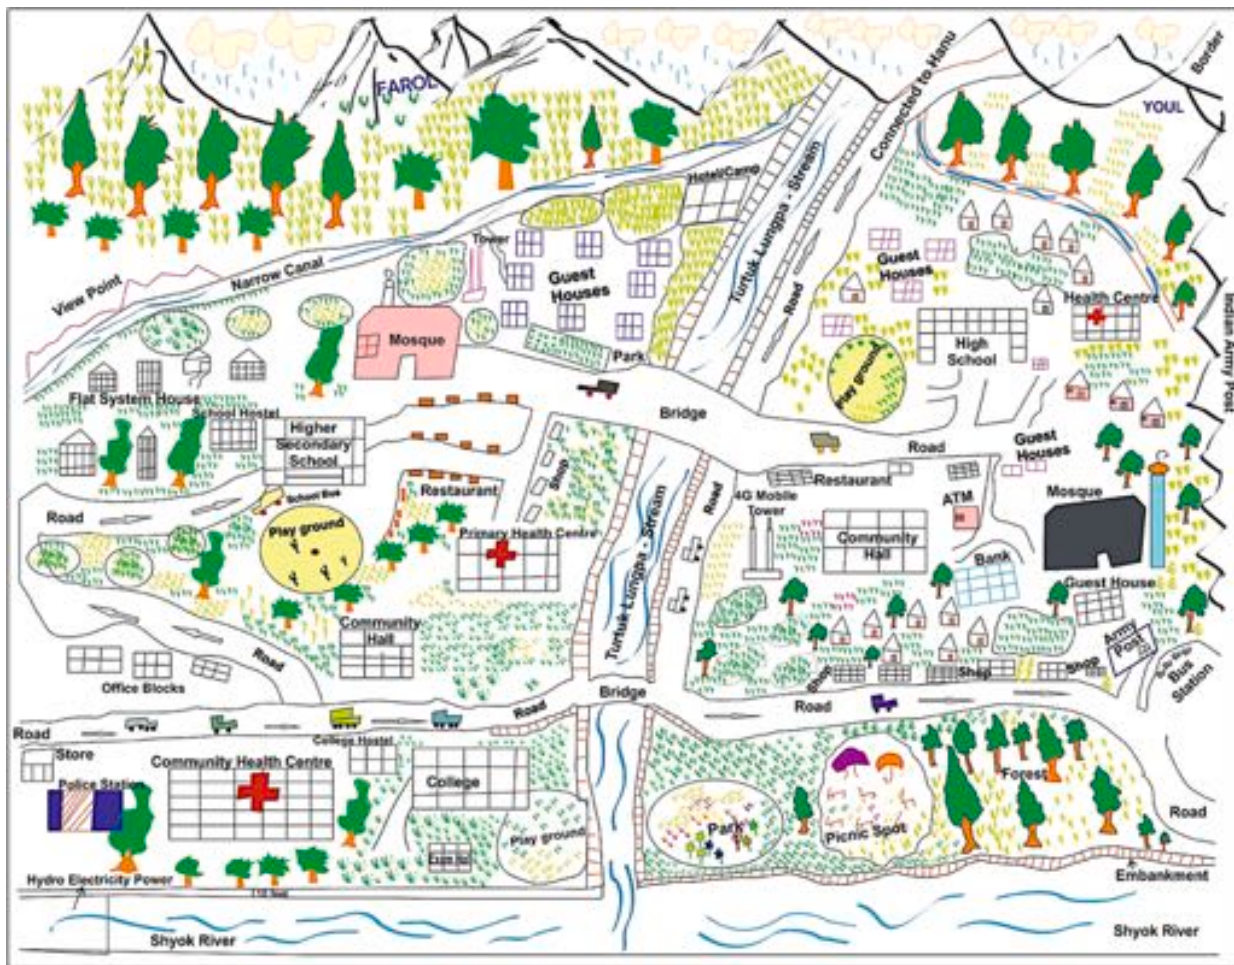 FAROL
Connected to Hanu
Border
YOUL
Hotel/Camp
Turtuk Lungpa - Stream
Road
View Point
Narrow Canal
Tower
Guest
Houses
Guest
Houses
Health Centre
Indian Army Post
Mosque
Park
High
School
Play ground
Flat System House
School Hostel
Higher
Secondary
School
Bridge
Road
Guest
Houses
Shop
Restaurant
School Bus
Road
Play ground
Primary Health Centre
Turtuk Lungpa - Stream
Road
4G Mobile
Tower
Restaurant
ATM
Mosque
Community
Hall
Bank
Guest House
Community
Hall
Road
Office Blocks
Army
Post
Bus
Station
Shop
Shop
Shop
Bridge
Road
Road
Road
Store
College Hostel
Police Station
Community Health Centre
College
Play ground
Exam Hall
Park
Picnic Spot
Forest
Road
Embankment
Hydro Electricity Power
Shyok River
Shyok River